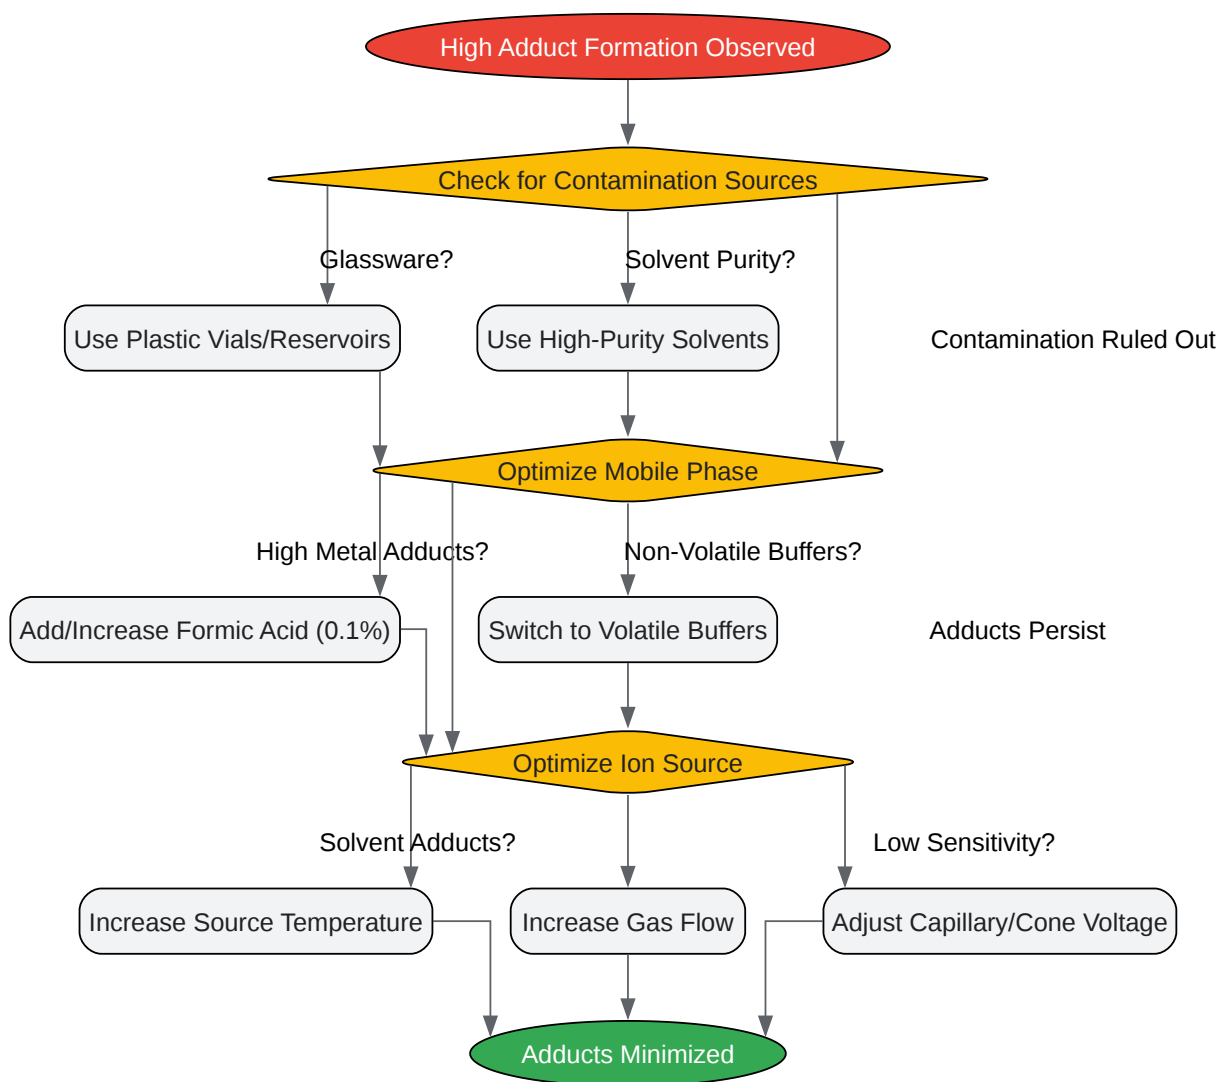 High Adduct Formation Observed
Check for Contamination Sources
Glassware?
Solvent Purity?
Use Plastic Vials/Reservoirs
Use High-Purity Solvents
Contamination Ruled Out
Optimize Mobile Phase
High Metal Adducts?
Non-Volatile Buffers?
Add/Increase Formic Acid (0.1%)
Switch to Volatile Buffers
Adducts Persist
Optimize Ion Source
Solvent Adducts?
Low Sensitivity?
Increase Source Temperature
Increase Gas Flow
Adjust Capillary/Cone Voltage
Adducts Minimized